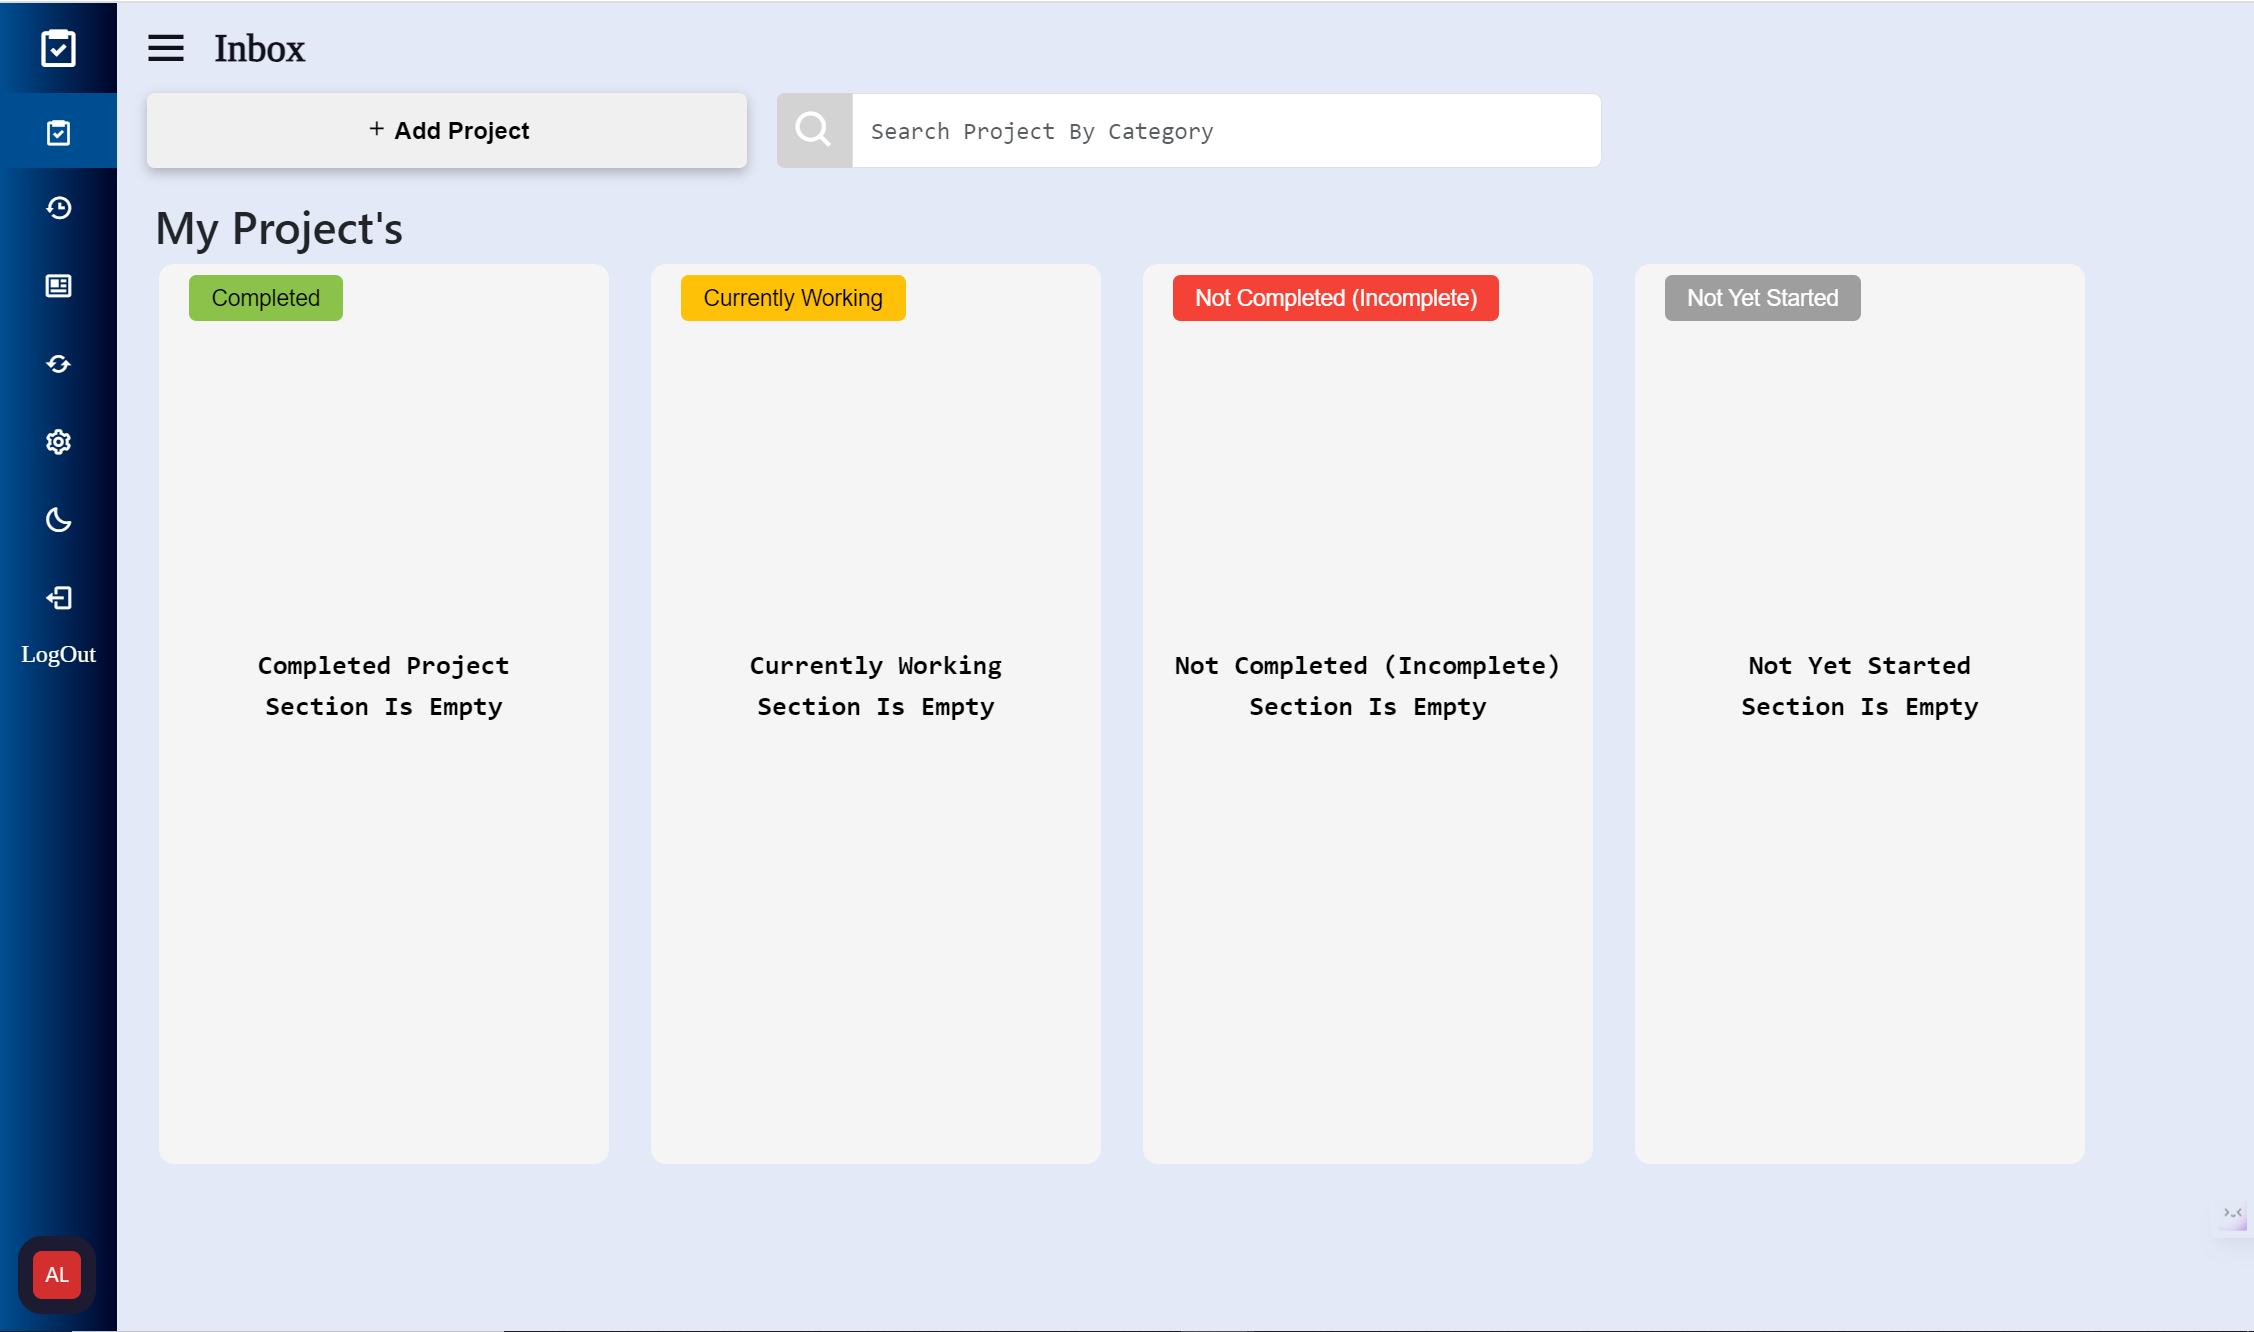 Inbox
+ Add Project
Search Project By Category
My Project's
Completed
Currently Working
Not Completed (Incomplete)
Not Yet Started
LogOut
Completed Project
Section Is Empty
Currently Working
Section Is Empty
Not Completed (Incomplete)
Section Is Empty
Not Yet Started
Section Is Empty
AL